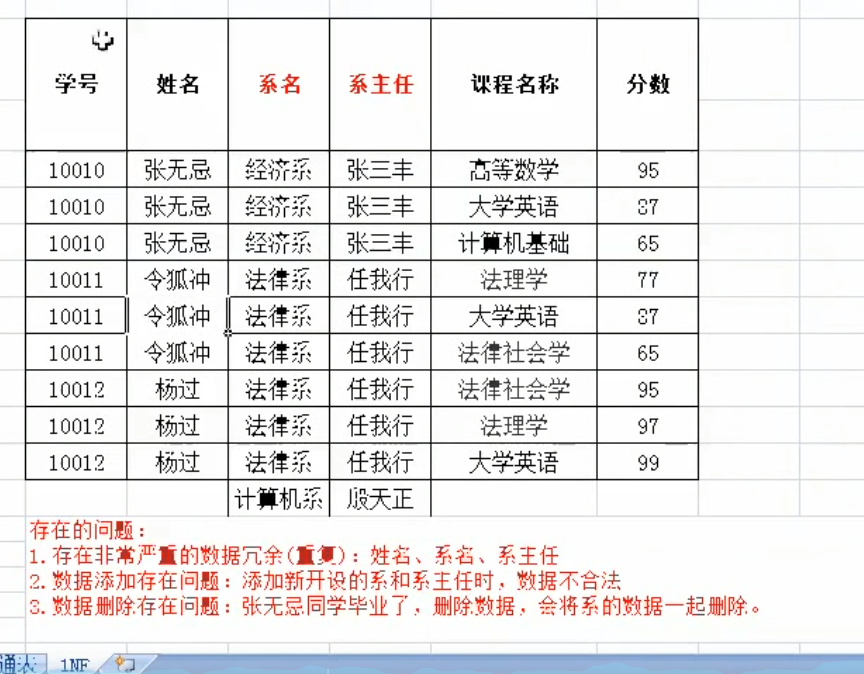 学号 姓名 系名 系主任 课程名称 分数
10010 张无忌 经济系 张三丰 高等数学 95
10010 张无忌 经济系 张三丰 大学英语 87
10010 张无忌 经济系 张三丰 计算机基础 65
10011 令狐冲 法律系 任我行 法理学 77
10011 令狐冲 法律系 任我行 大学英语 87
10011 令狐冲 法律系 任我行 法律社会学 65
10012 杨过 法律系 任我行 法律社会学 95
10012 杨过 法律系 任我行 法理学 97
10012 杨过 法律系 任我行 大学英语 99
计算机系 殷天正
存在的问题：
1.存在非常严重的数据冗余(重复)：姓名、系名、系主任
2.数据添加存在问题：添加新开设的系和系主任时，数据不合法
3.数据删除存在问题：张无忌同学毕业了，删除数据，会将系的数据一起删除。
通表 1NF